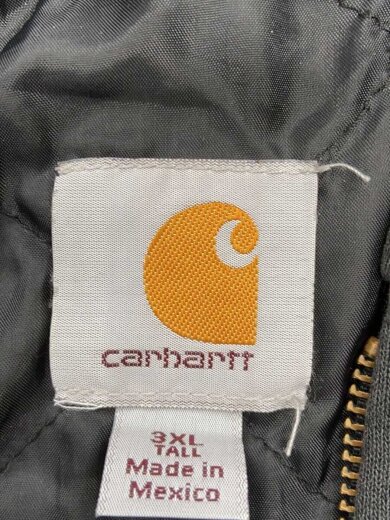 carhartt
3XL
TALL
Made in
Mexico